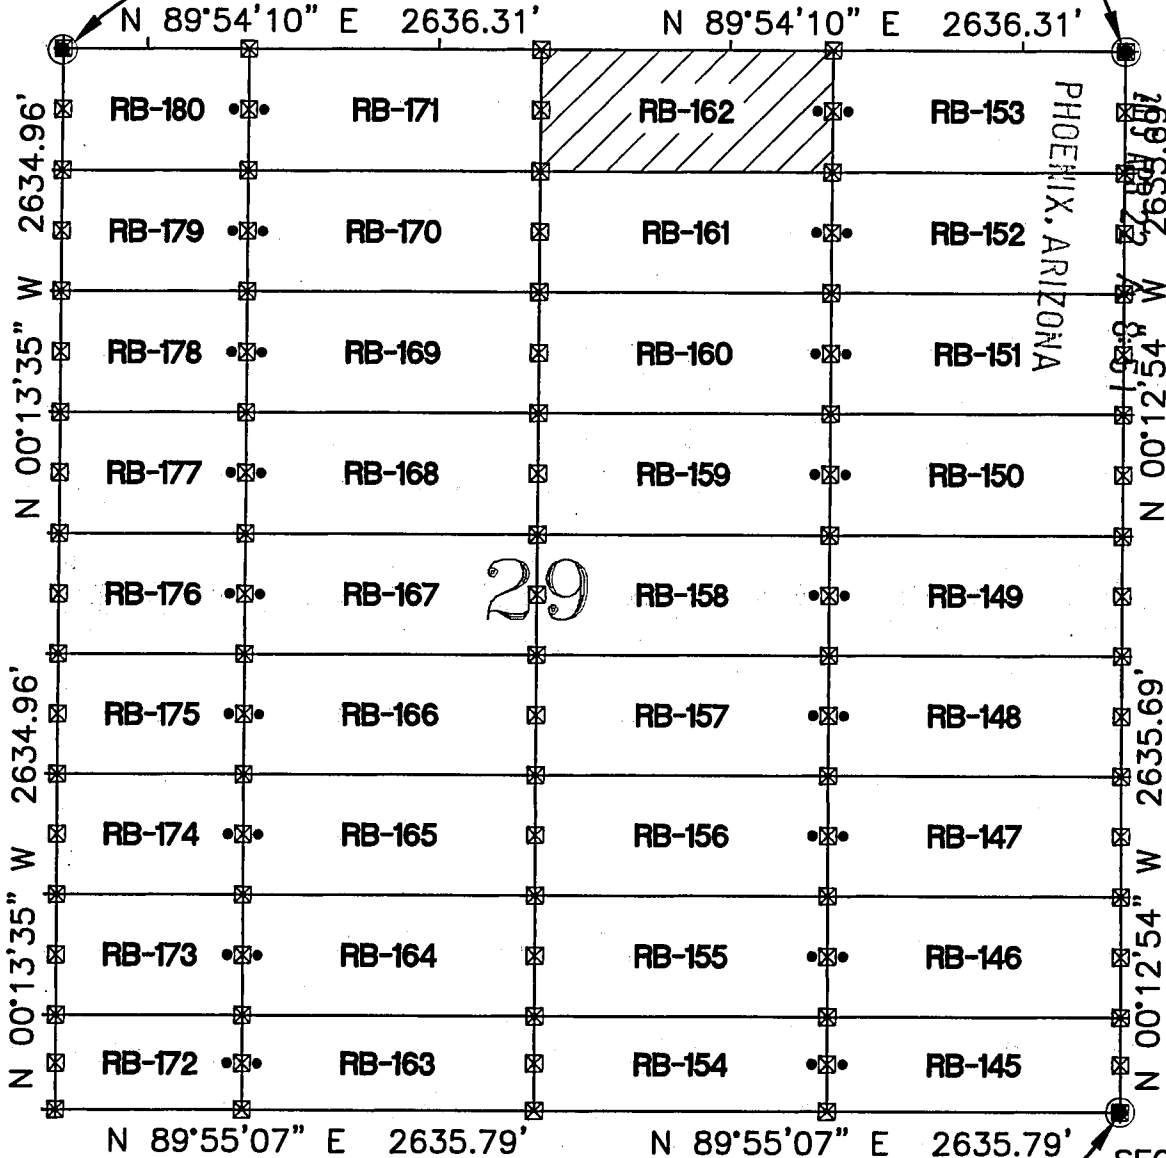 N 89°54'10" E 2636.31' N 89°54'10" E 2636.31'
RB-180 RB-171 RB-162 RB-153
RB-179 RB-170 RB-161 RB-152
RB-178 RB-169 RB-160 RB-151
RB-177 RB-168 RB-159 RB-150
29
RB-176 RB-167 RB-158 RB-149
RB-175 RB-166 RB-157 RB-148
RB-174 RB-165 RB-156 RB-147
RB-173 RB-164 RB-155 RB-146
RB-172 RB-163 RB-154 RB-145
N 89°55'07" E 2635.79' N 89°55'07" E 2635.79'
N 00°13'35" W 2634.96'
N 00°13'35" W 2634.96'
N 00°12'54" W 2635.69'
N 00°12'54" W 2635.69'
PHOENIX, ARIZONA